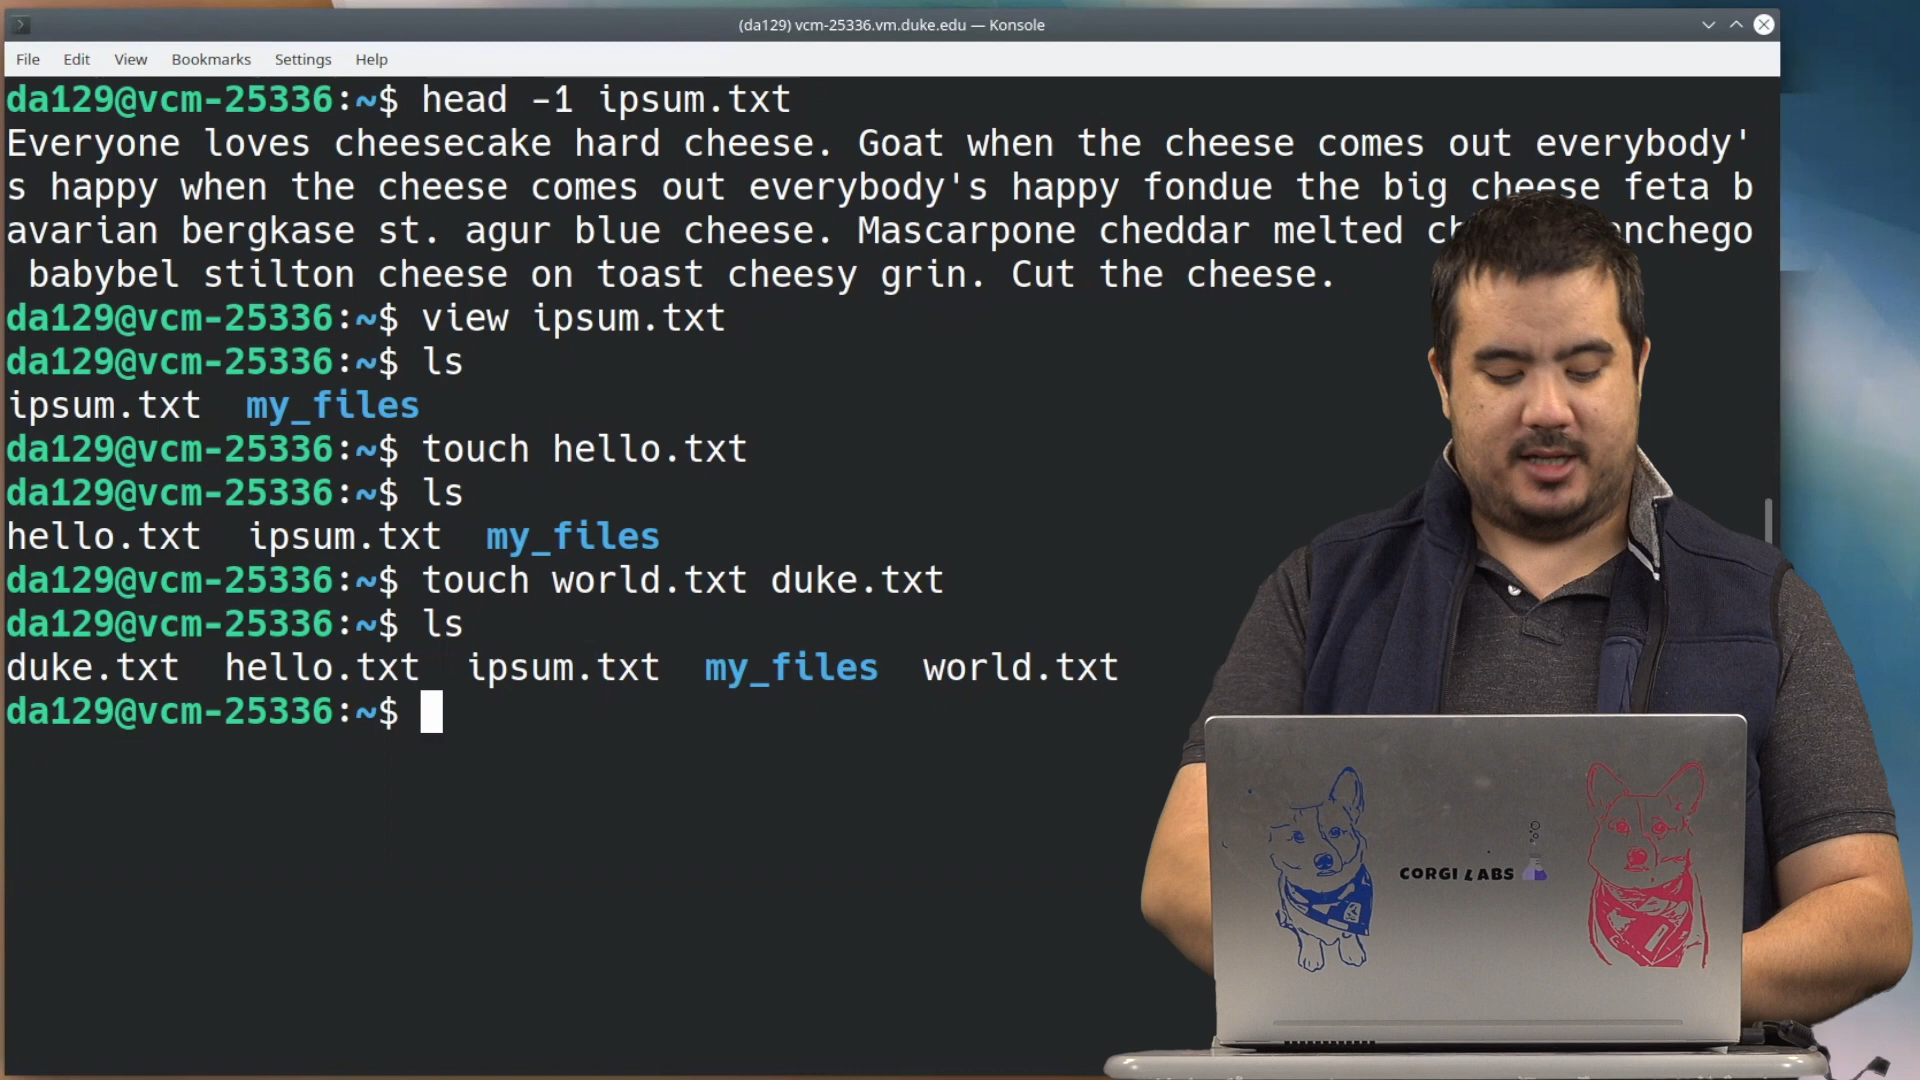 (da129) vcm-25336.vm.duke.edu — Konsole
File Edit View Bookmarks Settings Help
da129@vcm-25336:~$ head -1 ipsum.txt
Everyone loves cheesecake hard cheese. Goat when the cheese comes out everybody'
s happy when the cheese comes out everybody's happy fondue the big cheese feta b
avarian bergkase st. agur blue cheese. Mascarpone cheddar melted
babybel stilton cheese on toast cheesy grin. Cut the cheese.
da129@vcm-25336:~$ view ipsum.txt
da129@vcm-25336:~$ ls
ipsum.txt my_files
da129@vcm-25336:~$ touch hello.txt
da129@vcm-25336:~$ ls
hello.txt ipsum.txt my_files
da129@vcm-25336:~$ touch world.txt duke.txt
da129@vcm-25336:~$ ls
duke.txt hello.txt ipsum.txt my_files world.txt
da129@vcm-25336:~$
CORGI LABS